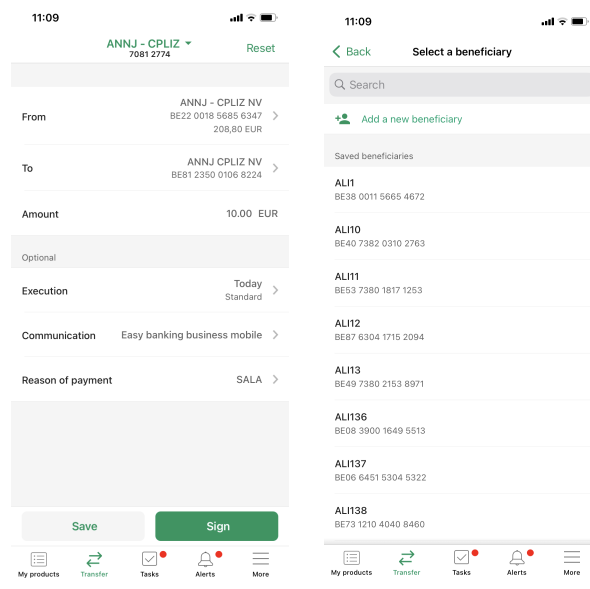 11:09
ANNJ - CPLIZ
7081 2774
Reset
From
ANNJ - CPLIZ NV
BE22 0018 5685 6347
208,80 EUR
To
ANNJ CPLIZ NV
BE81 2350 0106 8224
Amount
10.00 EUR
Optional
Execution
Today
Standard
Communication
Easy banking business mobile
Reason of payment
SALA
Save
Sign
My products
Transfer
Tasks
Alerts
More
11:09
Back
Select a beneficiary
Search
Add a new beneficiary
Saved beneficiaries
ALI1
BE38 0011 5665 4672
ALI10
BE40 7382 0310 2763
ALI11
BE53 7380 1817 1253
ALI12
BE87 6304 1715 2094
ALI13
BE49 7380 2153 8971
ALI136
BE08 3900 1649 5513
ALI137
BE06 6451 5304 5322
ALI138
BE73 1210 4040 8460
My products
Transfer
Tasks
Alerts
More